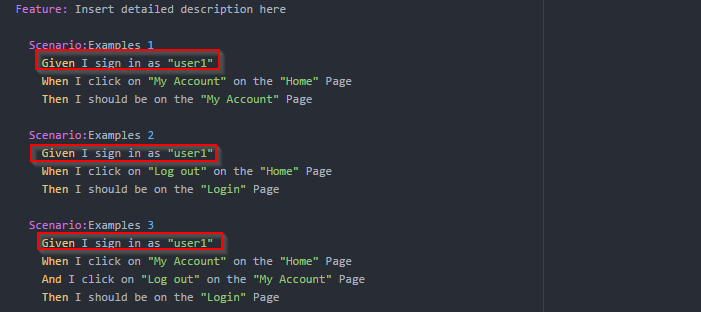 Feature: Insert detailed description here
Scenario:Examples 1
Given I sign in as "user1"
When I click on "My Account" on the "Home" Page
Then I should be on the "My Account" Page
Scenario:Examples 2
Given I sign in as "user1"
When I click on "Log out" on the "Home" Page
Then I should be on the "Login" Page
Scenario:Examples 3
Given I sign in as "user1"
When I click on "My Account" on the "Home" Page
And I click on "Log out" on the "My Account" Page
Then I should be on the "Login" Page